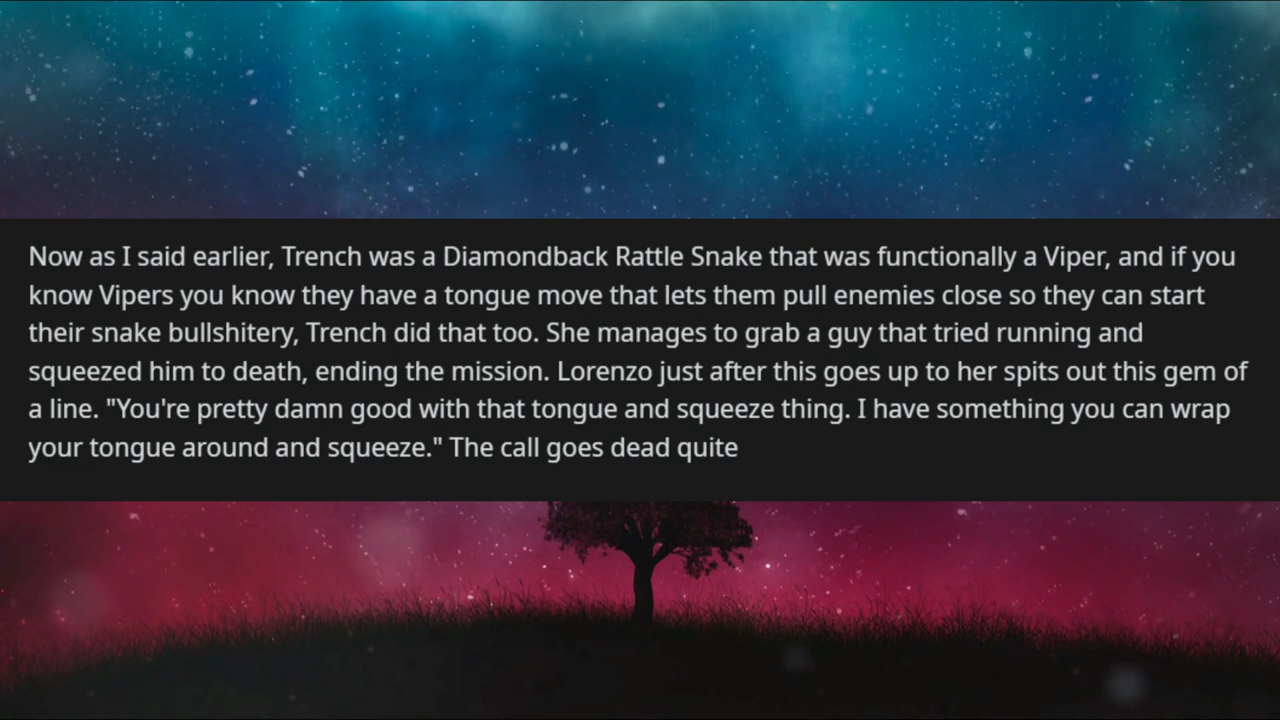 Now as I said earlier, Trench was a Diamondback Rattle Snake that was functionally a Viper, and if you
know Vipers you know they have a tongue move that lets them pull enemies close so they can start
their snake bullshitery, Trench did that too. She manages to grab a guy that tried running and
squeezed him to death, ending the mission. Lorenzo just after this goes up to her spits out this gem of
a line. "You're pretty damn good with that tongue and squeeze thing. I have something you can wrap
your tongue around and squeeze." The call goes dead quite